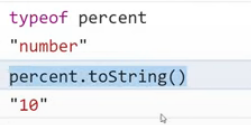 typeof percent
"number"
percent.toString()
"10"